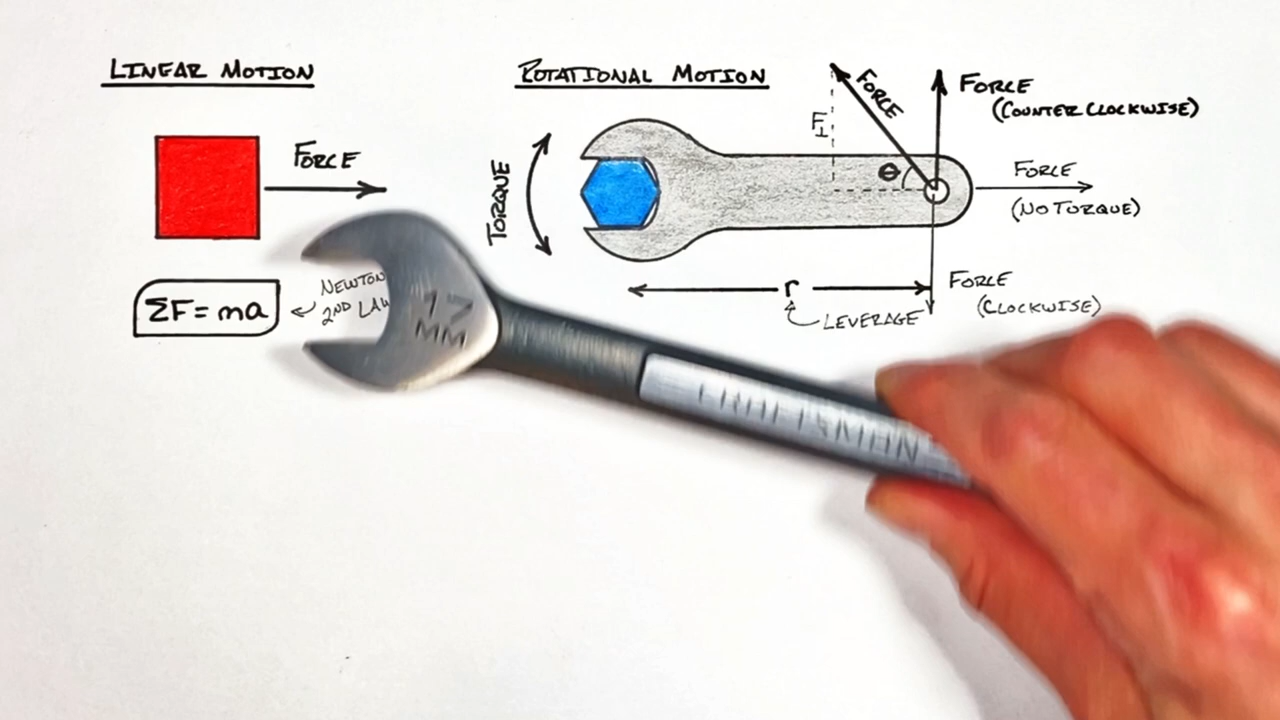 LINEAR MOTION
FORCE
ΣF = ma
NEWTON
2ND LAW
ROTATIONAL MOTION
TORQUE
F⊥
FORCE
θ
FORCE
(COUNTER CLOCKWISE)
FORCE
(NO TORQUE)
r
LEVERAGE
FORCE
(CLOCKWISE)
17
MM
CRAFTSMAN